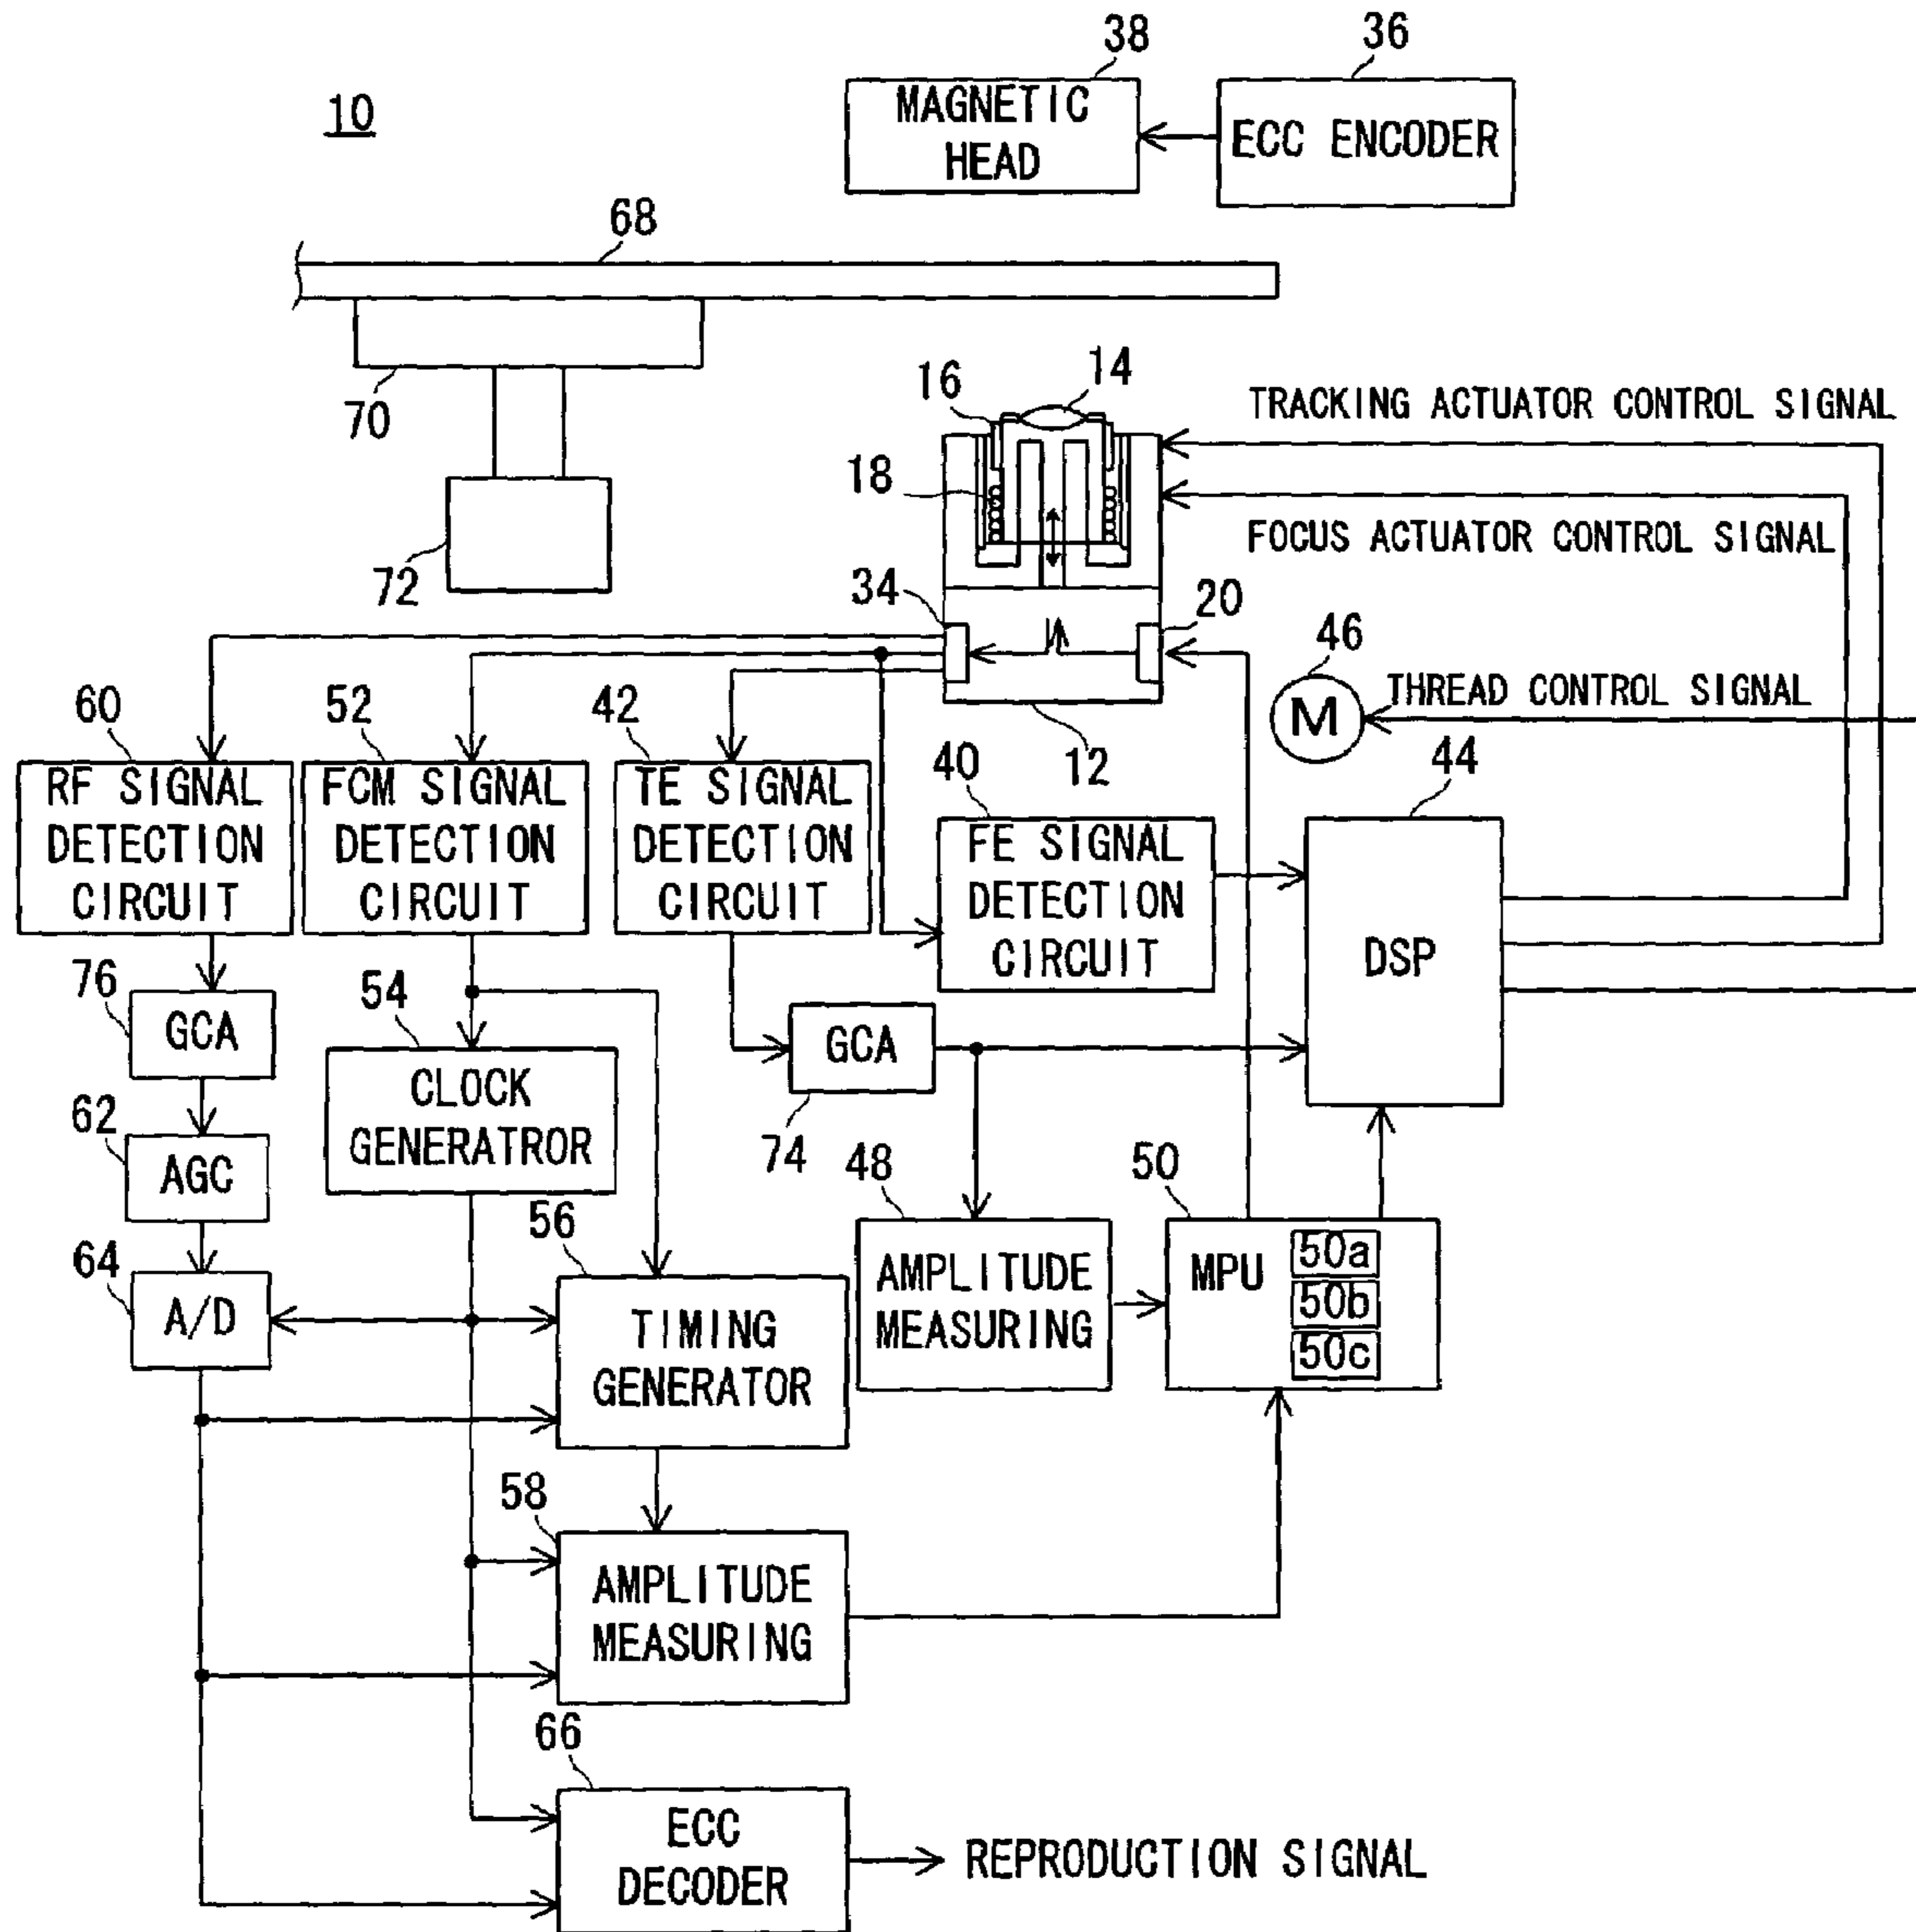 10
38
36
MAGNETIC
HEAD
ECC ENCODER
68
70
72
16
14
18
TRACKING ACTUATOR CONTROL SIGNAL
FOCUS ACTUATOR CONTROL SIGNAL
34
20
46
M
THREAD CONTROL SIGNAL
12
60
RF SIGNAL
DETECTION
CIRCUIT
52
FCM SIGNAL
DETECTION
CIRCUIT
42
TE SIGNAL
DETECTION
CIRCUIT
40
FE SIGNAL
DETECTION
CIRCUIT
44
DSP
76
GCA
54
CLOCK
GENERATROR
GCA
74
62
AGC
64
A/D
56
TIMING
GENERATOR
48
AMPLITUDE
MEASURING
50
MPU
50a
50b
50c
58
AMPLITUDE
MEASURING
66
ECC
DECODER
REPRODUCTION SIGNAL